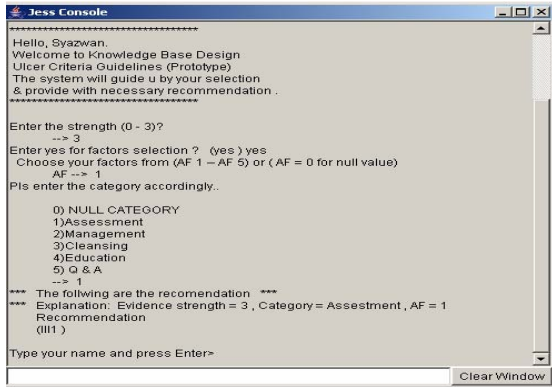 Jess Console
***********************************
Hello, Syazwan.
Welcome to Knowledge Base Design
Ulcer Criteria Guidelines (Prototype)
The system will guide u by your selection
& provide with necessary recommendation .
***********************************
Enter the strength (0 - 3)?
--> 3
Enter yes for factors selection ? (yes ) yes
Choose your factors from (AF 1 – AF 5) or ( AF = 0 for null value)
AF --> 1
Pls enter the category accordingly..
0) NULL CATEGORY
1)Assessment
2)Management
3)Cleansing
4)Education
5) Q & A
--> 1
*** The follwing are the recomendation ***
*** Explanation: Evidence strength = 3 , Category = Assestment , AF = 1
Recommendation
(III1 )
Type your name and press Enter>
Clear Window